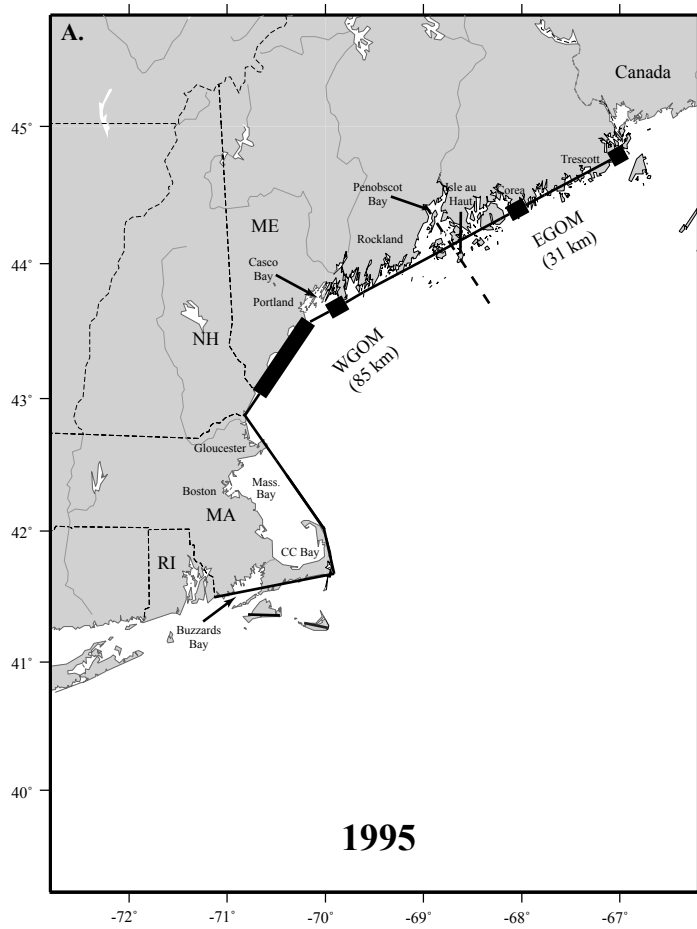 A.
Canada
45˚
Trescott
Penobscot
Bay
Isle au
Haut
Corea
ME
Rockland
EGOM
(31 km)
44˚
Casco
Bay
Portland
NH
WGOM
(85 km)
43˚
Gloucester
Boston
Mass.
Bay
MA
42˚
CC Bay
RI
Buzzards
Bay
41˚
40˚
1995
-72˚
-71˚
-70˚
-69˚
-68˚
-67˚